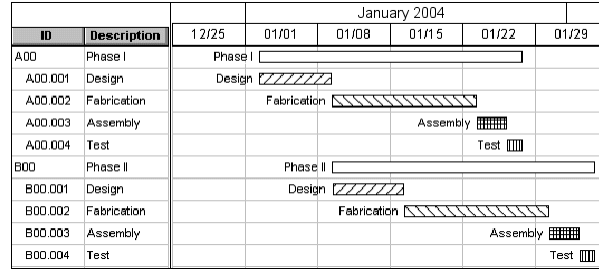 January 2004
ID Description 12/25 01/01 01/08 01/15 01/22 01/29
A00 Phase I Phase I
A00.001 Design Design
A00.002 Fabrication Fabrication
A00.003 Assembly Assembly
A00.004 Test Test
B00 Phase II Phase II
B00.001 Design Design
B00.002 Fabrication Fabrication
B00.003 Assembly Assembly
B00.004 Test Test